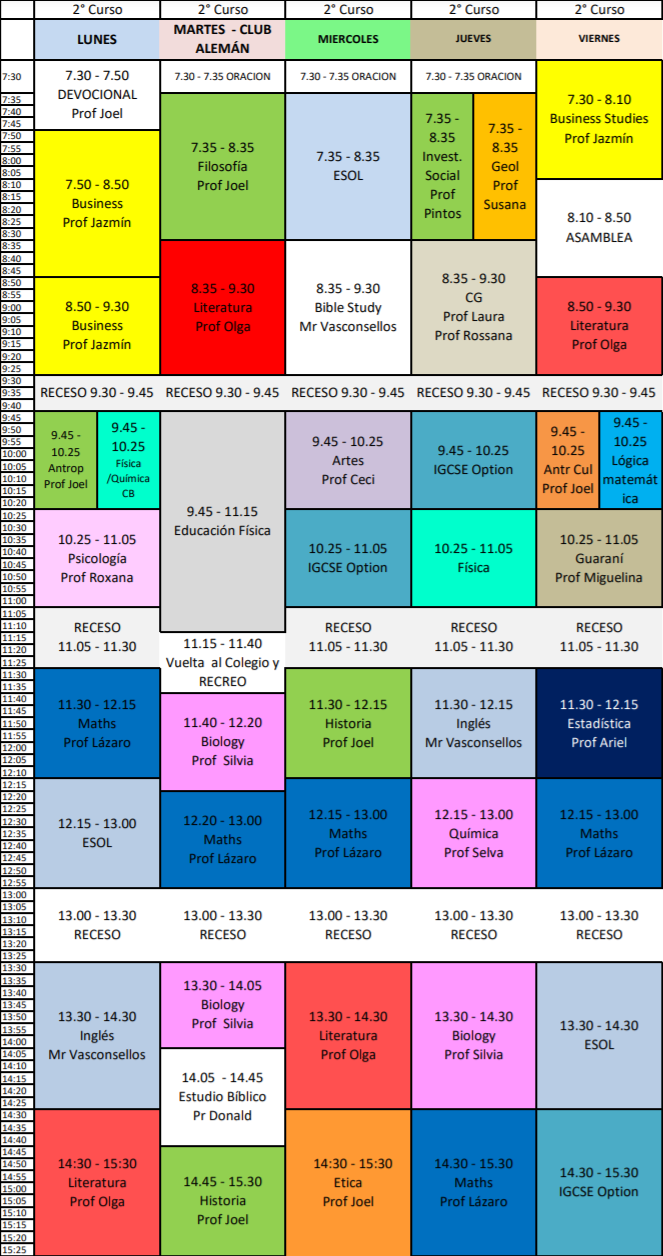 2° Curso
2° Curso
2° Curso
2° Curso
2° Curso
LUNES
MARTES - CLUB
ALEMÁN
MIERCOLES
JUEVES
VIERNES
7:30
7:35
7:40
7:45
7:50
7:55
8:00
8:05
8:10
8:15
8:20
8:25
8:30
8:35
8:40
8:45
8:50
8:55
9:00
9:05
9:10
9:15
9:20
9:25
9:30
9:35
9:40
9:45
9:50
9:55
10:00
10:05
10:10
10:15
10:20
10:25
10:30
10:35
10:40
10:45
10:50
10:55
11:00
11:05
11:10
11:15
11:20
11:25
11:30
11:35
11:40
11:45
11:50
11:55
12:00
12:05
12:10
12:15
12:20
12:25
12:30
12:35
12:40
12:45
12:50
12:55
13:00
13:05
13:10
13:15
13:20
13:25
13:30
13:35
13:40
13:45
13:50
13:55
14:00
14:05
14:10
14:15
14:20
14:25
14:30
14:35
14:40
14:45
14:50
14:55
15:00
15:05
15:10
15:15
15:20
15:25
7.30 - 7.50
DEVOCIONAL
Prof Joel
7.50 - 8.50
Business
Prof Jazmín
8.50 - 9.30
Business
Prof Jazmín
RECESO 9.30 - 9.45
9.45 -
10.25
Antrop
Prof Joel
9.45 -
10.25
Física
/Química
CB
10.25 - 11.05
Psicología
Prof Roxana
RECESO
11.05 - 11.30
11.30 - 12.15
Maths
Prof Lázaro
12.15 - 13.00
ESOL
13.00 - 13.30
RECESO
13.30 - 14.30
Inglés
Mr Vasconsellos
14:30 - 15:30
Literatura
Prof Olga
7.30 - 7.35 ORACION
7.35 - 8.35
Filosofía
Prof Joel
8.35 - 9.30
Literatura
Prof Olga
RECESO 9.30 - 9.45
9.45 - 11.15
Educación Física
11.15 - 11.40
Vuelta al Colegio y
RECREO
11.40 - 12.20
Biology
Prof Silvia
12.20 - 13.00
Maths
Prof Lázaro
13.00 - 13.30
RECESO
13.30 - 14.05
Biology
Prof Silvia
14.05 - 14.45
Estudio Bíblico
Pr Donald
14.45 - 15.30
Historia
Prof Joel
7.30 - 7.35 ORACION
7.35 - 8.35
ESOL
8.35 - 9.30
Bible Study
Mr Vasconsellos
RECESO 9.30 - 9.45
9.45 - 10.25
Artes
Prof Ceci
10.25 - 11.05
IGCSE Option
RECESO
11.05 - 11.30
11.30 - 12.15
Historia
Prof Joel
12.15 - 13.00
Maths
Prof Lázaro
13.00 - 13.30
RECESO
13.30 - 14.30
Literatura
Prof Olga
14:30 - 15:30
Etica
Prof Joel
7.30 - 7.35 ORACION
7.35 -
8.35
Invest.
Social
Prof
Pintos
7.35 -
8.35
Geol
Prof
Susana
8.35 - 9.30
CG
Prof Laura
Prof Rossana
RECESO 9.30 - 9.45
9.45 - 10.25
IGCSE Option
10.25 - 11.05
Física
RECESO
11.05 - 11.30
11.30 - 12.15
Inglés
Mr Vasconsellos
12.15 - 13.00
Química
Prof Selva
13.00 - 13.30
RECESO
13.30 - 14.30
Biology
Prof Silvia
14.30 - 15.30
Maths
Prof Lázaro
7.30 - 8.10
Business Studies
Prof Jazmín
8.10 - 8.50
ASAMBLEA
8.50 - 9.30
Literatura
Prof Olga
RECESO 9.30 - 9.45
9.45 -
10.25
Antr Cul
Prof Joel
9.45 -
10.25
Lógica
matemát
ica
10.25 - 11.05
Guaraní
Prof Miguelina
RECESO
11.05 - 11.30
11.30 - 12.15
Estadística
Prof Ariel
12.15 - 13.00
Maths
Prof Lázaro
13.00 - 13.30
RECESO
13.30 - 14.30
ESOL
14.30 - 15.30
IGCSE Option